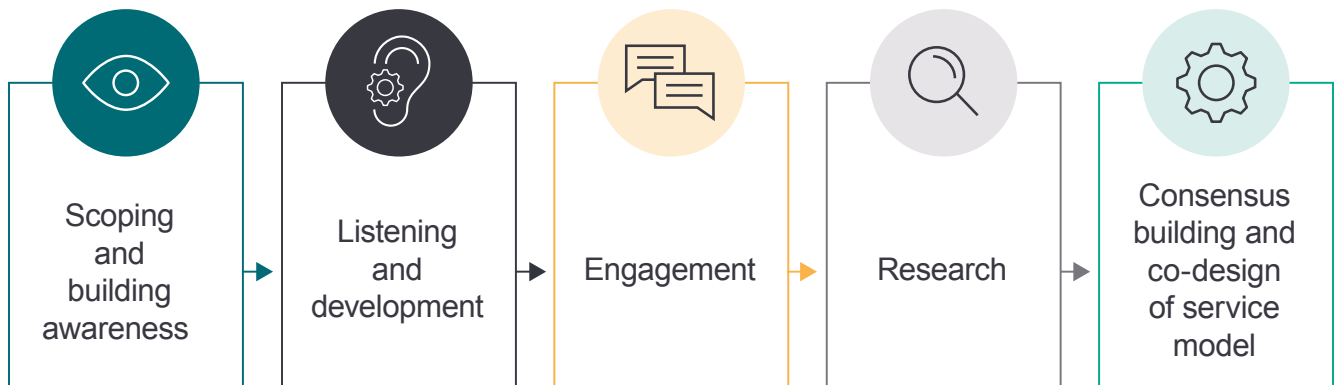 Scoping
and
building
awareness
Listening
and
development
Engagement
Research
Consensus
building and
co-design
of service
model